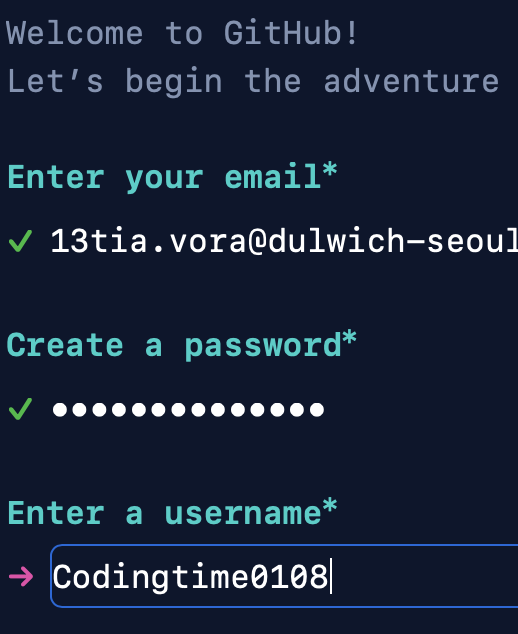 Welcome to GitHub!
Let’s begin the adventure
Enter your email*
✓ 13tia.vora@dulwich-seoul
Create a password*
✓ ●●●●●●●●●●●●●●
Enter a username*
→ Codingtime0108